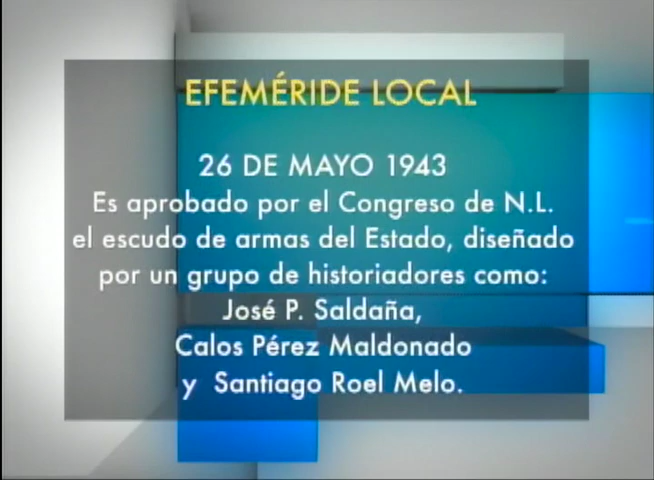 EFEMÉRIDE LOCAL
26 DE MAYO 1943
Es aprobado por el Congreso de N.L.
el escudo de armas del Estado, diseñado
por un grupo de historiadores como:
José P. Saldaña,
Calos Pérez Maldonado
y Santiago Roel Melo.